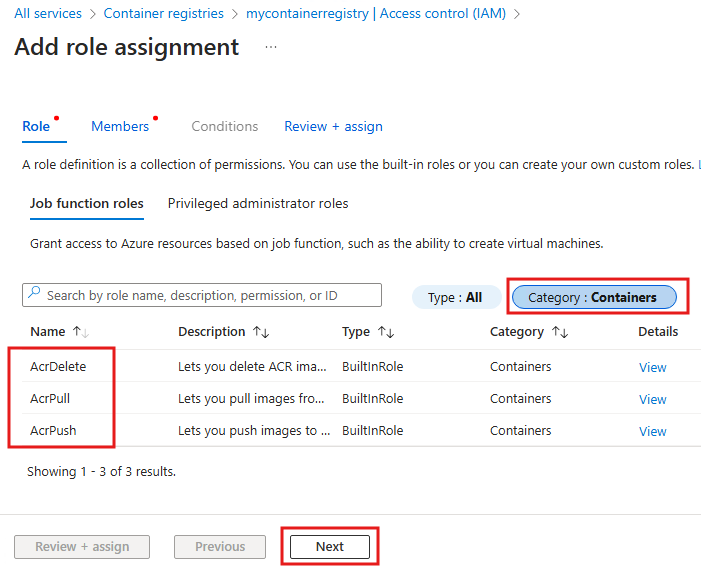 All services > Container registries > mycontainerregistry | Access control (IAM) >
Add role assignment ...
Role Members Conditions Review + assign
A role definition is a collection of permissions. You can use the built-in roles or you can create your own custom roles.
Job function roles Privileged administrator roles
Grant access to Azure resources based on job function, such as the ability to create virtual machines.
Search by role name, description, permission, or ID Type : All Category : Containers
Name ↑↓ Description ↑↓ Type ↑↓ Category ↑↓ Details
AcrDelete Lets you delete ACR ima... BuiltInRole Containers View
AcrPull Lets you pull images fro... BuiltInRole Containers View
AcrPush Lets you push images to ... BuiltInRole Containers View
Showing 1 - 3 of 3 results.
Review + assign Previous Next